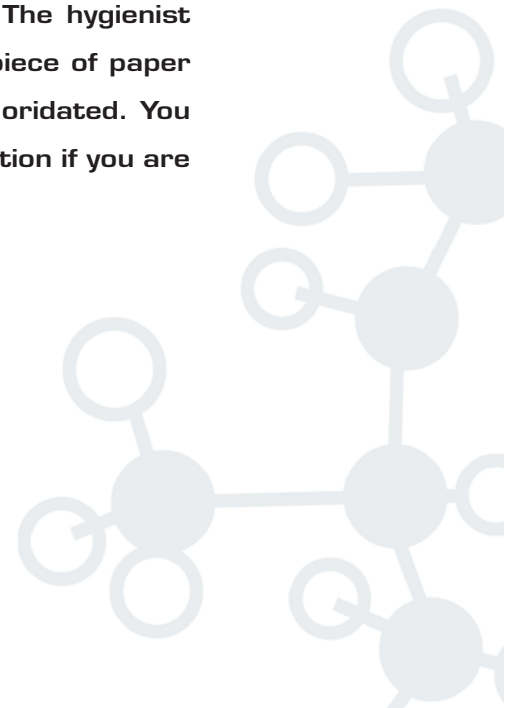 The hygienist
piece of paper
oridated. You
tion if you are